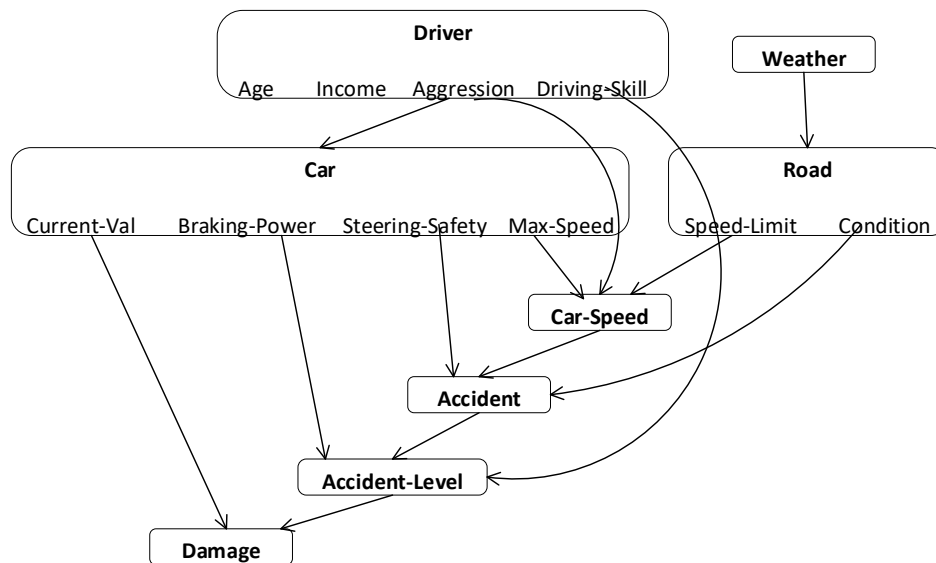 Driver
Weather
Age Income Aggression Driving-Skill
Car
Road
Current-Val Braking-Power Steering-Safety Max-Speed
Speed-Limit Condition
Car-Speed
Accident
Accident-Level
Damage